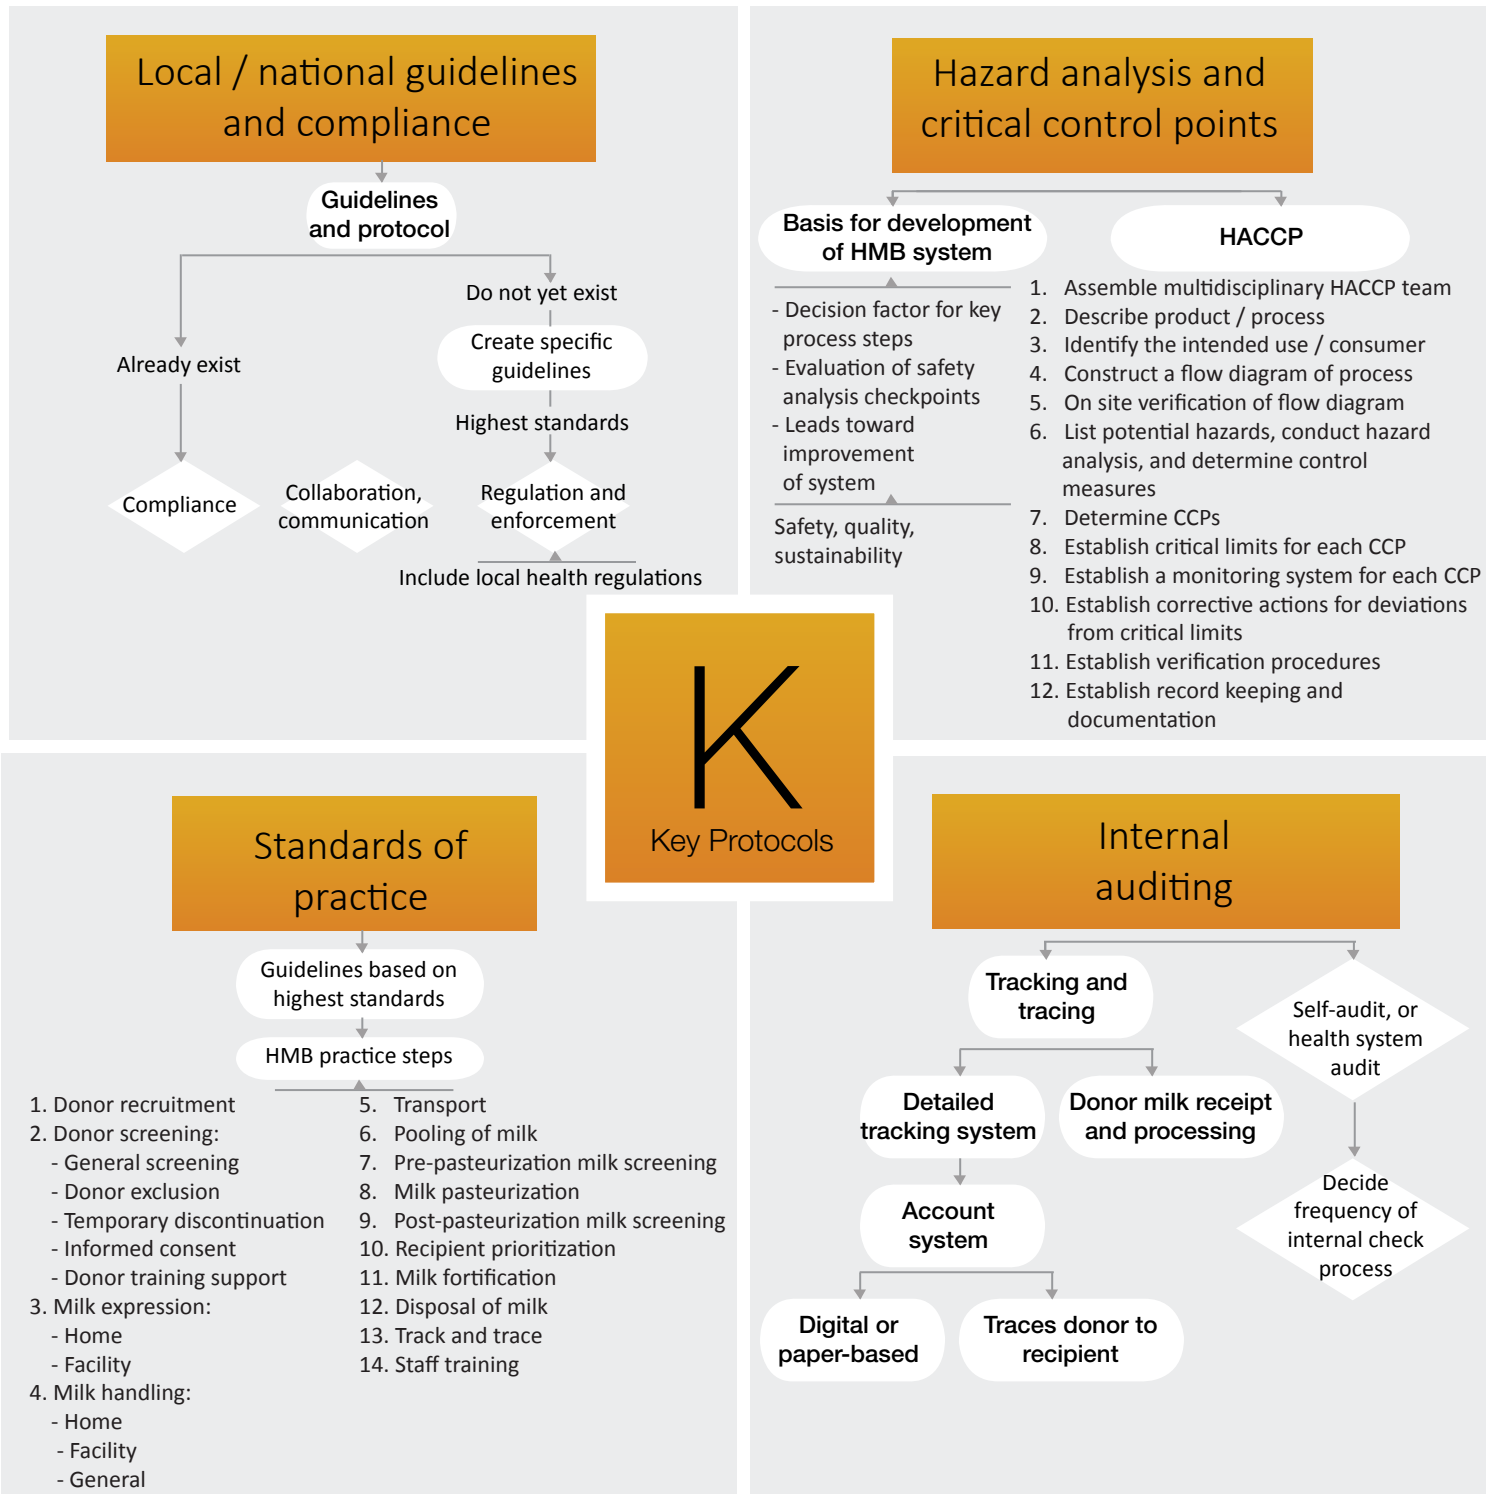 Local / national guidelines
and compliance
Guidelines
and protocol
Already exist
Compliance
Collaboration,
communication
Do not yet exist
Create specific
guidelines
Highest standards
Regulation and
enforcement
Include local health regulations
Hazard analysis and
critical control points
Basis for development
of HMB system
- Decision factor for key
process steps
- Evaluation of safety
analysis checkpoints
- Leads toward
improvement
of system
Safety, quality,
sustainability
HACCP
1. Assemble multidisciplinary HACCP team
2. Describe product / process
3. Identify the intended use / consumer
4. Construct a flow diagram of process
5. On site verification of flow diagram
6. List potential hazards, conduct hazard
analysis, and determine control
measures
7. Determine CCPs
8. Establish critical limits for each CCP
9. Establish a monitoring system for each CCP
10. Establish corrective actions for deviations
from critical limits
11. Establish verification procedures
12. Establish record keeping and
documentation
K
Key Protocols
Standards of
practice
Guidelines based on
highest standards
HMB practice steps
1. Donor recruitment
2. Donor screening:
- General screening
- Donor exclusion
- Temporary discontinuation
- Informed consent
- Donor training support
3. Milk expression:
- Home
- Facility
4. Milk handling:
- Home
- Facility
- General
5. Transport
6. Pooling of milk
7. Pre-pasteurization milk screening
8. Milk pasteurization
9. Post-pasteurization milk screening
10. Recipient prioritization
11. Milk fortification
12. Disposal of milk
13. Track and trace
14. Staff training
Internal
auditing
Tracking and
tracing
Detailed
tracking system
Donor milk receipt
and processing
Account
system
Digital or
paper-based
Traces donor to
recipient
Self-audit, or
health system
audit
Decide
frequency of
internal check
process